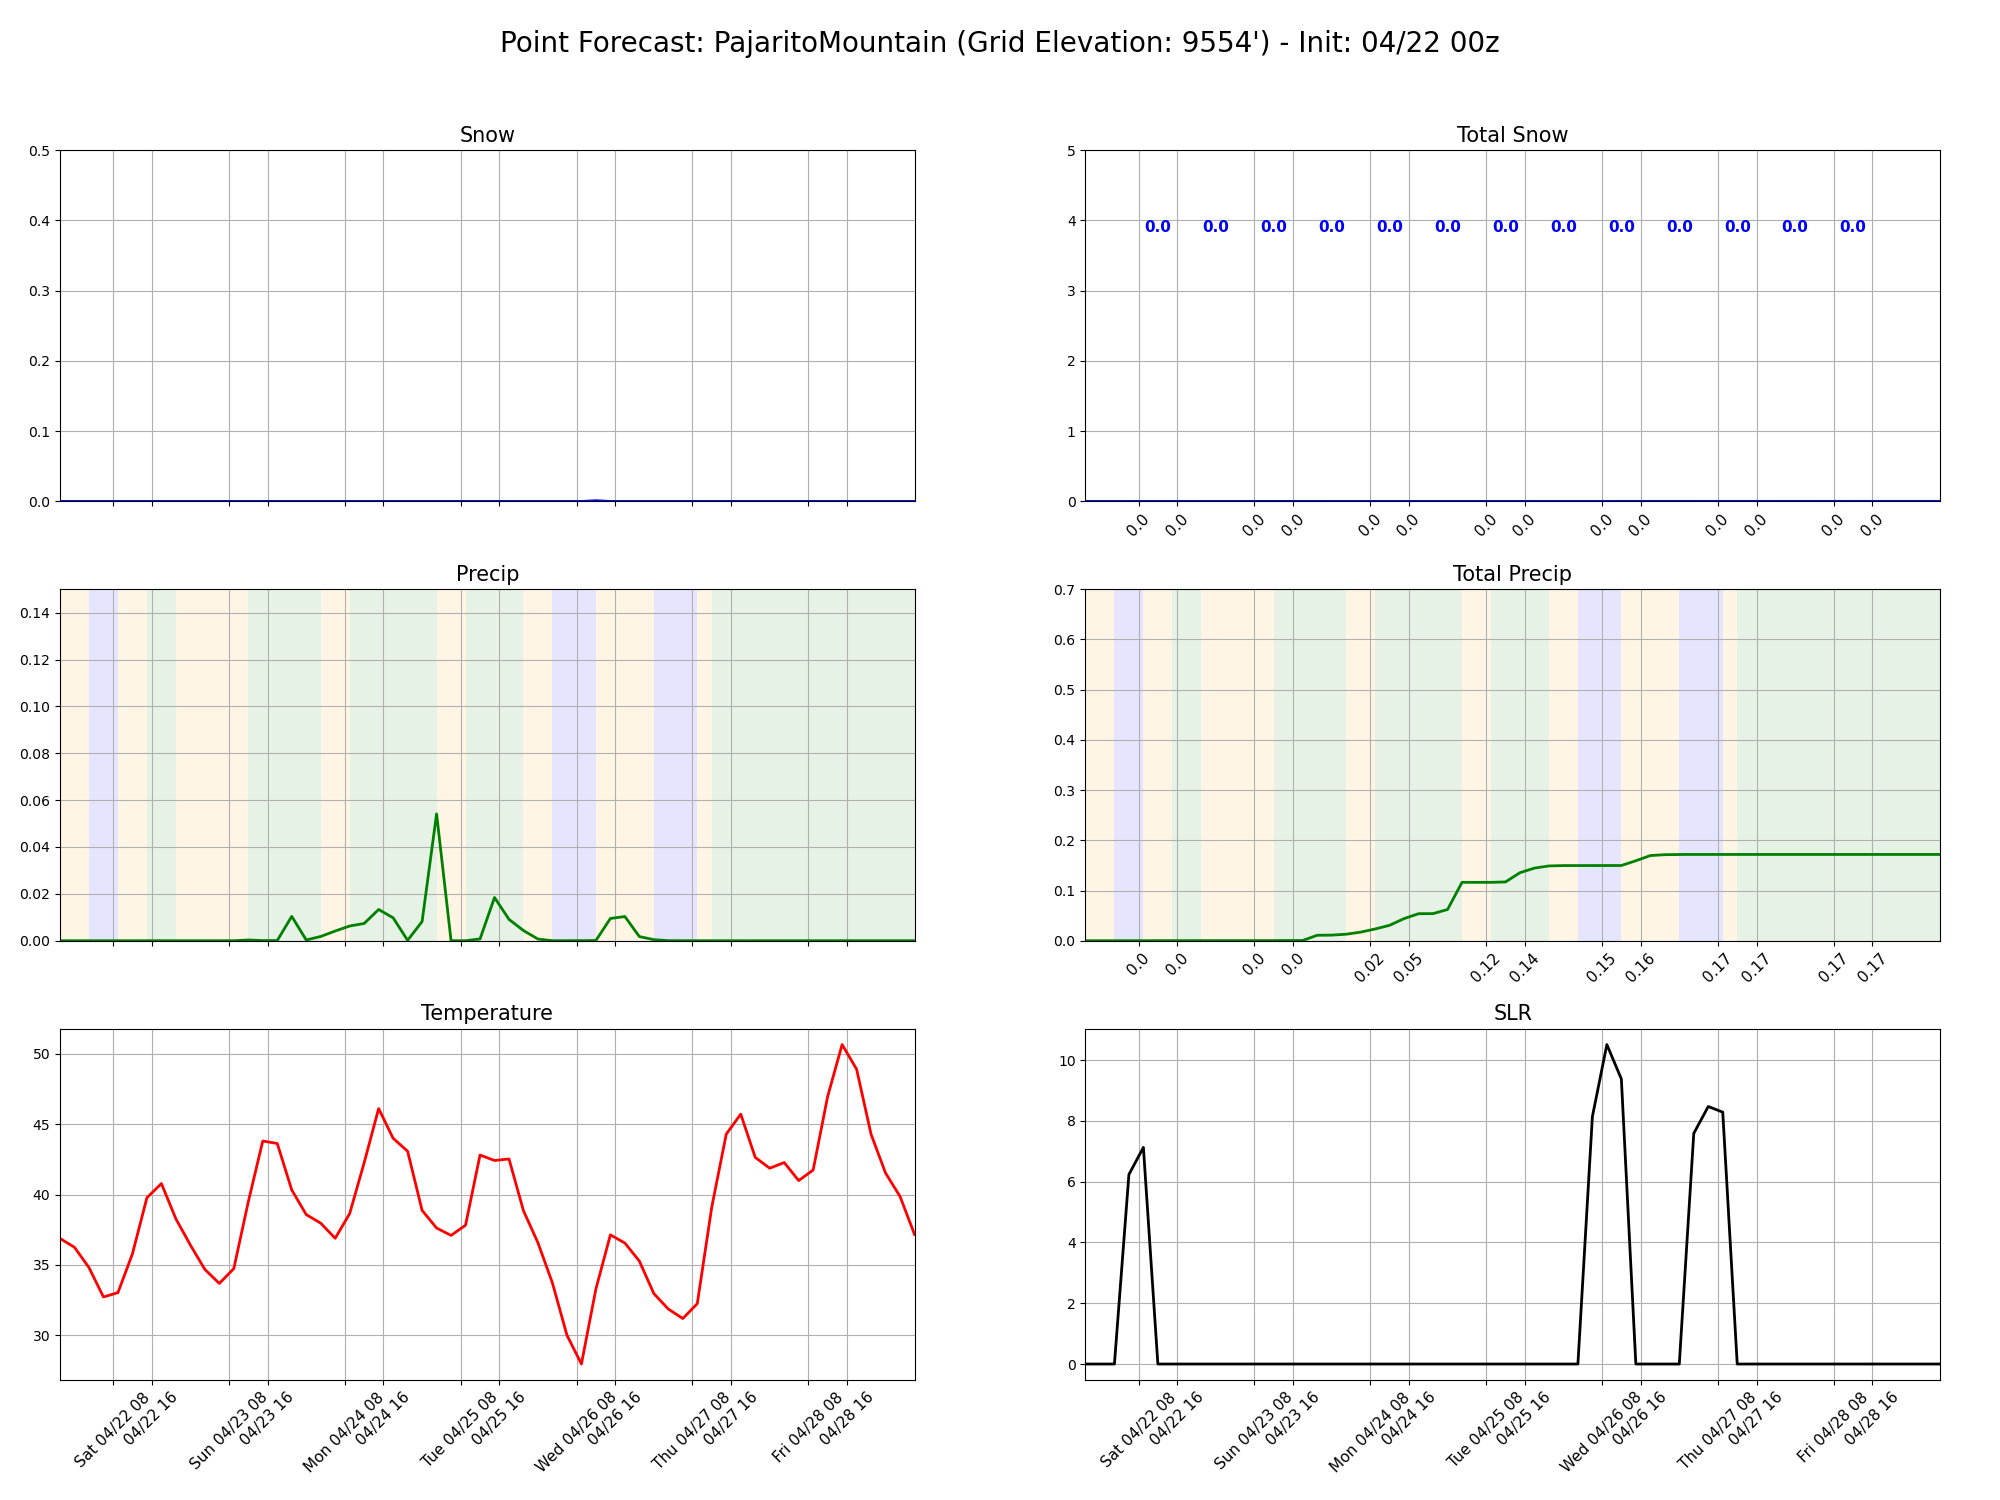 Point Forecast: PajaritoMountain (Grid Elevation: 9554') - Init: 04/22 00z
Snow
0.5
0.4
0.3
0.2
0.1
0.0
Total Snow
5
4
3
2
1
0
0.0 0.0 0.0 0.0 0.0 0.0 0.0 0.0 0.0 0.0 0.0 0.0 0.0
0.0 0.0 0.0 0.0 0.0 0.0 0.0 0.0 0.0 0.0 0.0 0.0 0.0 0.0
Precip
0.14
0.12
0.10
0.08
0.06
0.04
0.02
0.00
Total Precip
0.7
0.6
0.5
0.4
0.3
0.2
0.1
0.0
0.0 0.0 0.0 0.0 0.02 0.05 0.12 0.14 0.15 0.16 0.17 0.17 0.17 0.17
Temperature
50
45
40
35
30
Sat 04/22 08
04/22 16
Sun 04/23 08
04/23 16
Mon 04/24 08
04/24 16
Tue 04/25 08
04/25 16
Wed 04/26 08
04/26 16
Thu 04/27 08
04/27 16
Fri 04/28 08
04/28 16
SLR
10
8
6
4
2
0
Sat 04/22 08
04/22 16
Sun 04/23 08
04/23 16
Mon 04/24 08
04/24 16
Tue 04/25 08
04/25 16
Wed 04/26 08
04/26 16
Thu 04/27 08
04/27 16
Fri 04/28 08
04/28 16